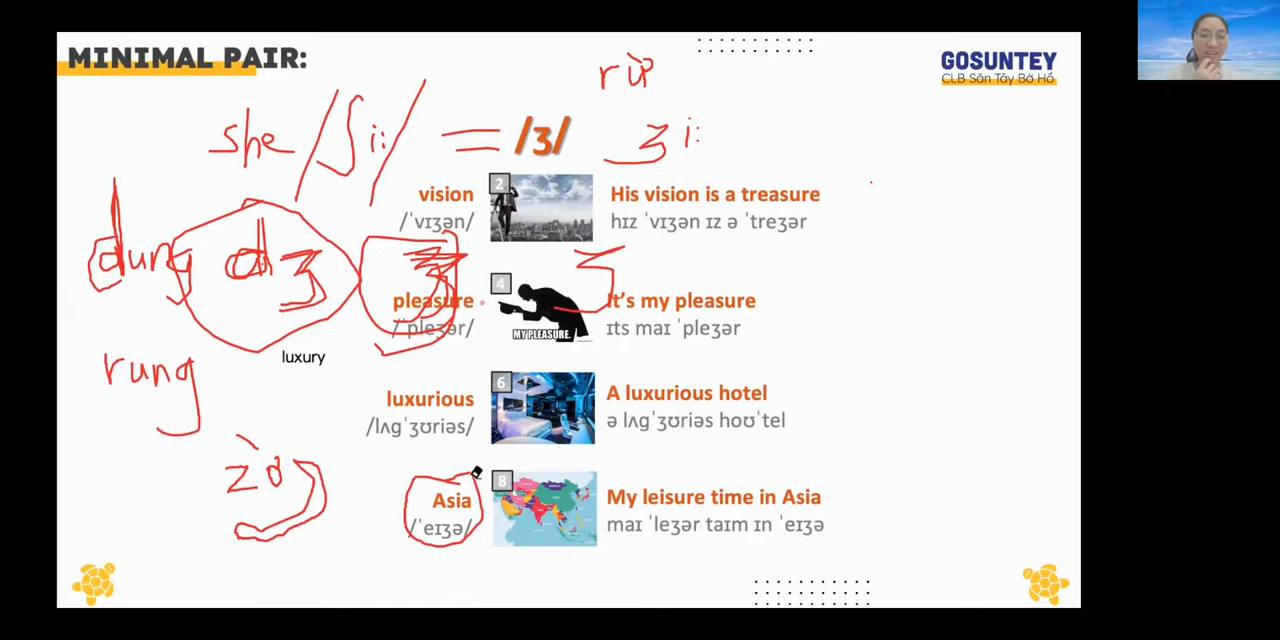 MINIMAL PAIR:
GOSUNTEY
CLB Săn Tây Bờ Hồ
rừ
she /ʃi:/ = /ʒ/ ʒi:
2
vision
/ˈvɪʒən/
His vision is a treasure
hɪz ˈvɪʒən ɪz ə ˈtreʒər
dung dʒ ʒ ʒ
4
pleasure
/ˈpleʒər/
MY PLEASURE.
It's my pleasure
ɪts maɪ ˈpleʒər
luxury
rung
6
luxurious
/lʌgˈʒʊriəs/
A luxurious hotel
ə lʌgˈʒʊriəs hoʊˈtel
8
Asia
/ˈeɪʒə/
My leisure time in Asia
maɪ ˈleʒər taɪm ɪn ˈeɪʒə